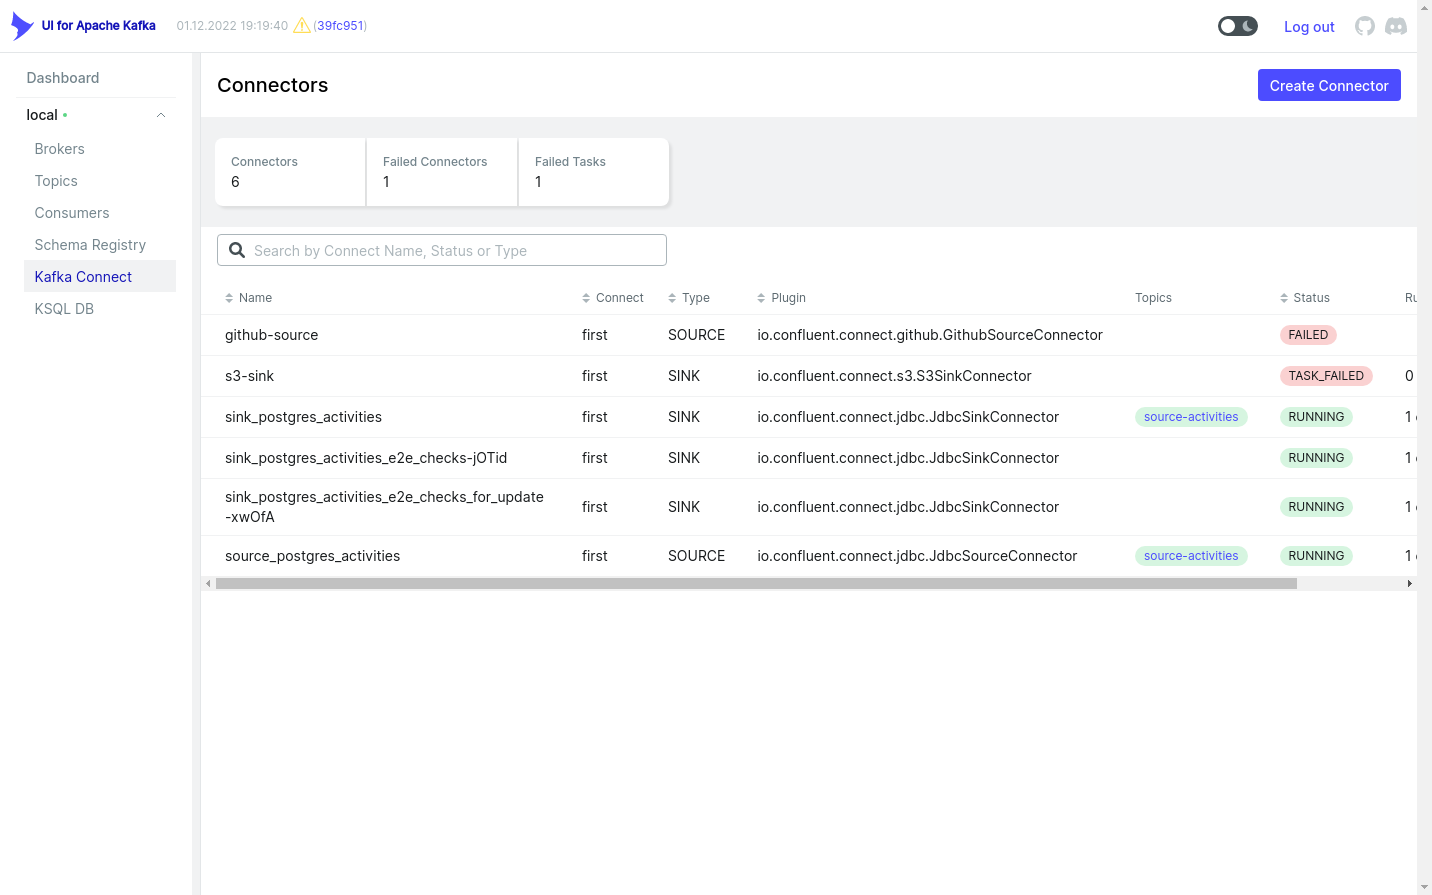 UI for Apache Kafka 01.12.2022 19:19:40 (39fc951) Log out
Dashboard
local
Brokers
Topics
Consumers
Schema Registry
Kafka Connect
KSQL DB
Connectors Create Connector
Connectors Failed Connectors Failed Tasks
6 1 1
Search by Connect Name, Status or Type
Name Connect Type Plugin Topics Status
github-source first SOURCE io.confluent.connect.github.GithubSourceConnector FAILED
s3-sink first SINK io.confluent.connect.s3.S3SinkConnector TASK_FAILED 0
sink_postgres_activities first SINK io.confluent.connect.jdbc.JdbcSinkConnector source-activities RUNNING 1
sink_postgres_activities_e2e_checks-jOTid first SINK io.confluent.connect.jdbc.JdbcSinkConnector RUNNING 1
sink_postgres_activities_e2e_checks_for_update
-xwOfA first SINK io.confluent.connect.jdbc.JdbcSinkConnector RUNNING 1
source_postgres_activities first SOURCE io.confluent.connect.jdbc.JdbcSourceConnector source-activities RUNNING 1